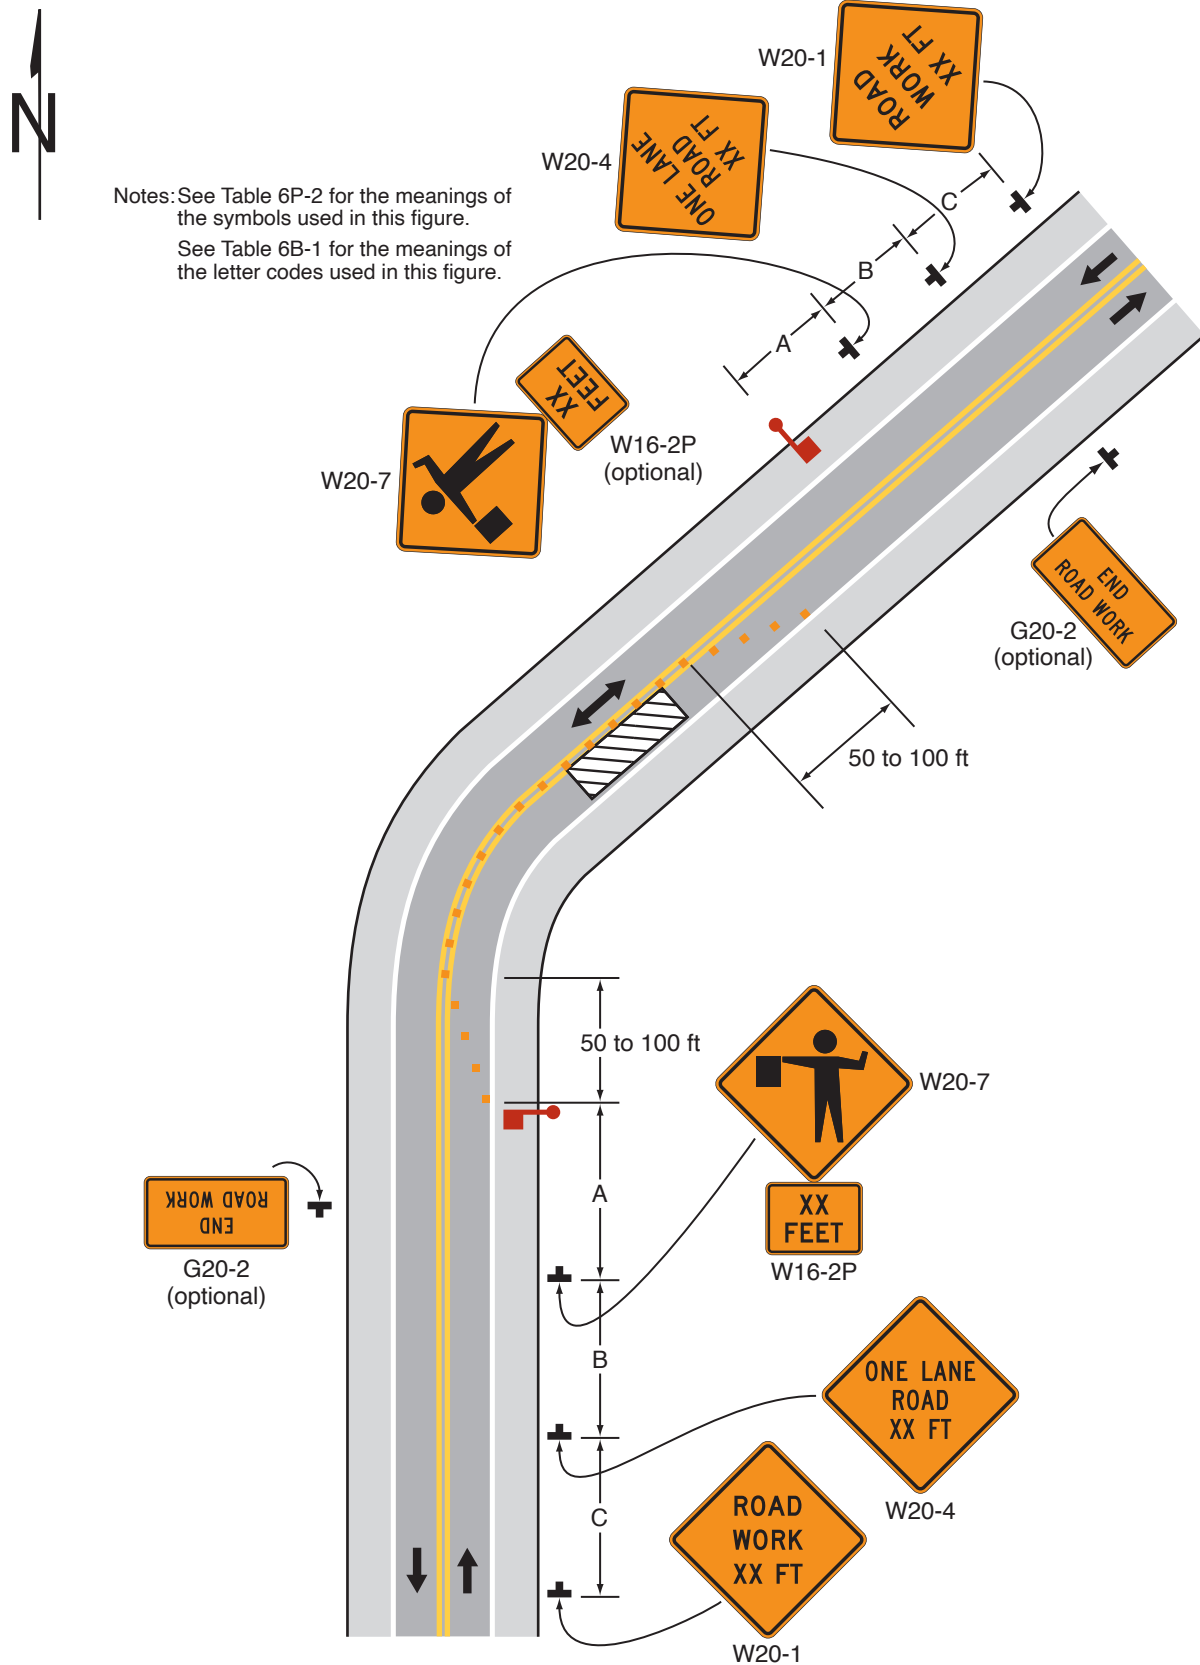 N
Notes: See Table 6P-2 for the meanings of
the symbols used in this figure.
See Table 6B-1 for the meanings of
the letter codes used in this figure.
W20-1
ROAD
WORK
XX FT
W20-4
ONE LANE
ROAD
XX FT
C
B
A
XX
FEET
W16-2P
(optional)
W20-7
END
ROAD WORK
G20-2
(optional)
50 to 100 ft
50 to 100 ft
W20-7
A
XX
FEET
W16-2P
END
ROAD WORK
G20-2
(optional)
B
ONE LANE
ROAD
XX FT
W20-4
C
ROAD
WORK
XX FT
W20-1